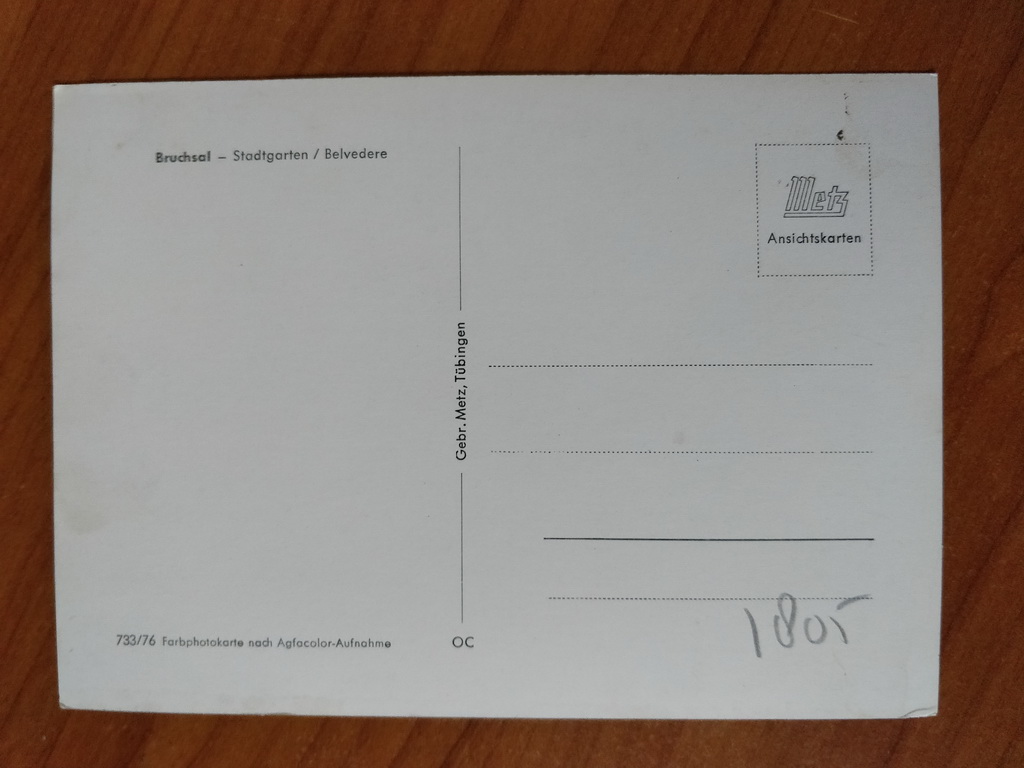 Bruchsal – Stadtgarten / Belvedere
Metz
Ansichtskarten
Gebr. Metz, Tübingen
733/76 Farbphotokarte nach Agfacolor-Aufnahme
OC
1805